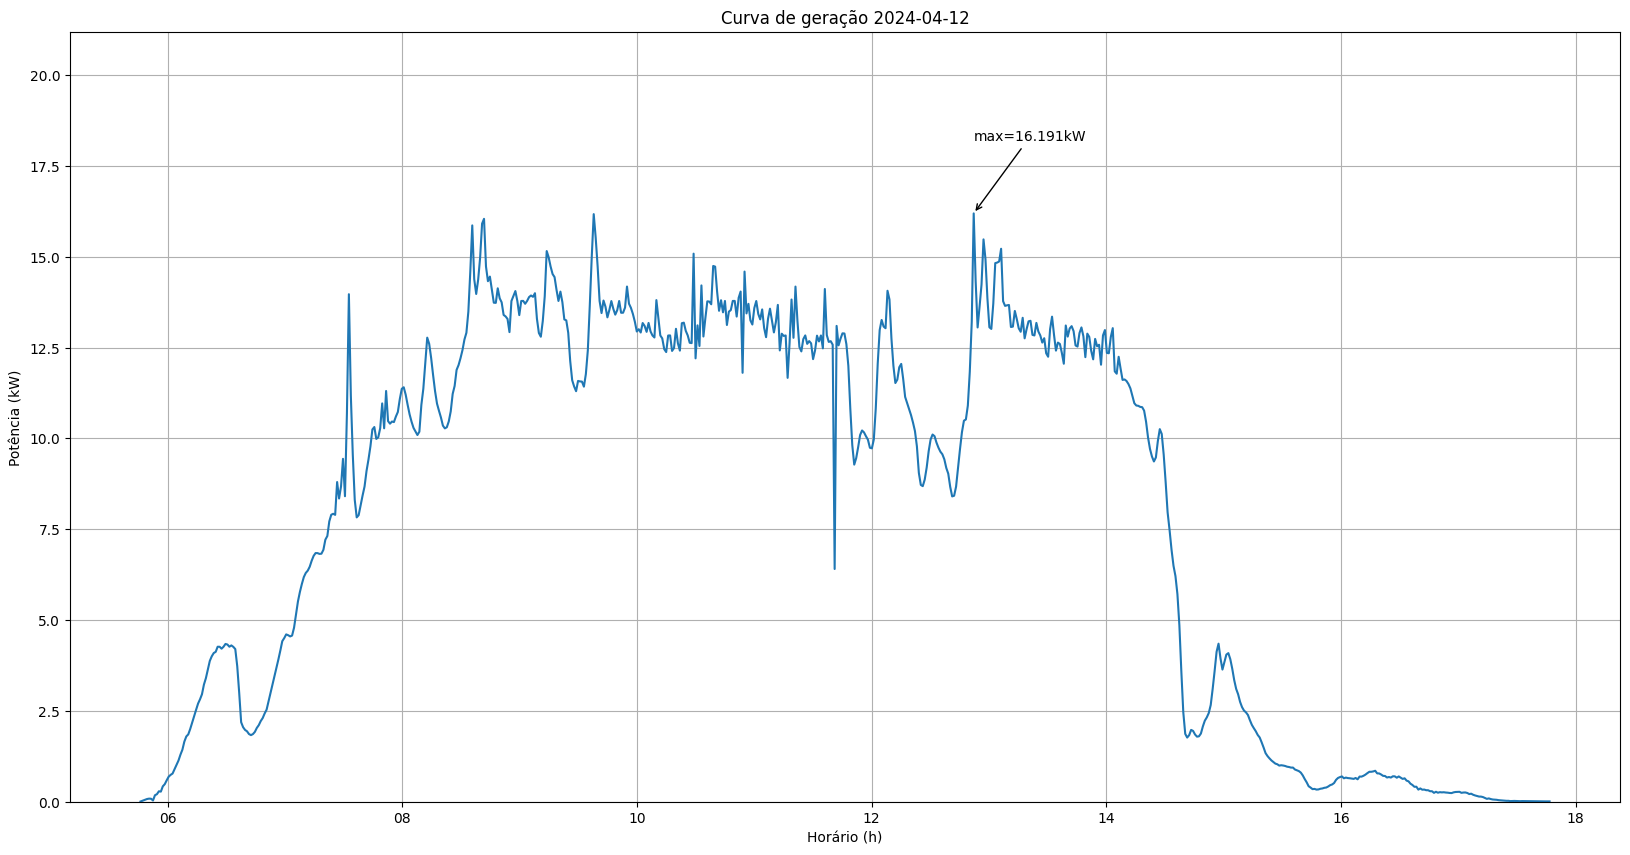 Curva de geração 2024-04-12
20.0
max=16.191kW
17.5
15.0
12.5
Potência (kW)
10.0
7.5
5.0
2.5
0.0
06 08 10 12 14 16 18
Horário (h)